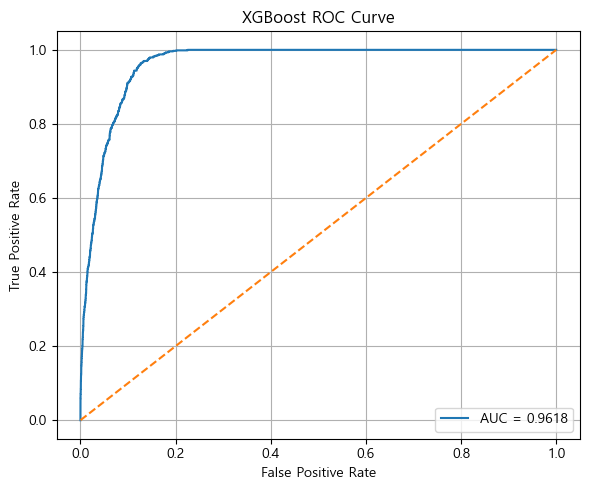 XGBoost ROC Curve
1.0
0.8
0.6
0.4
0.2
0.0
True Positive Rate
AUC = 0.9618
0.0 0.2 0.4 0.6 0.8 1.0
False Positive Rate